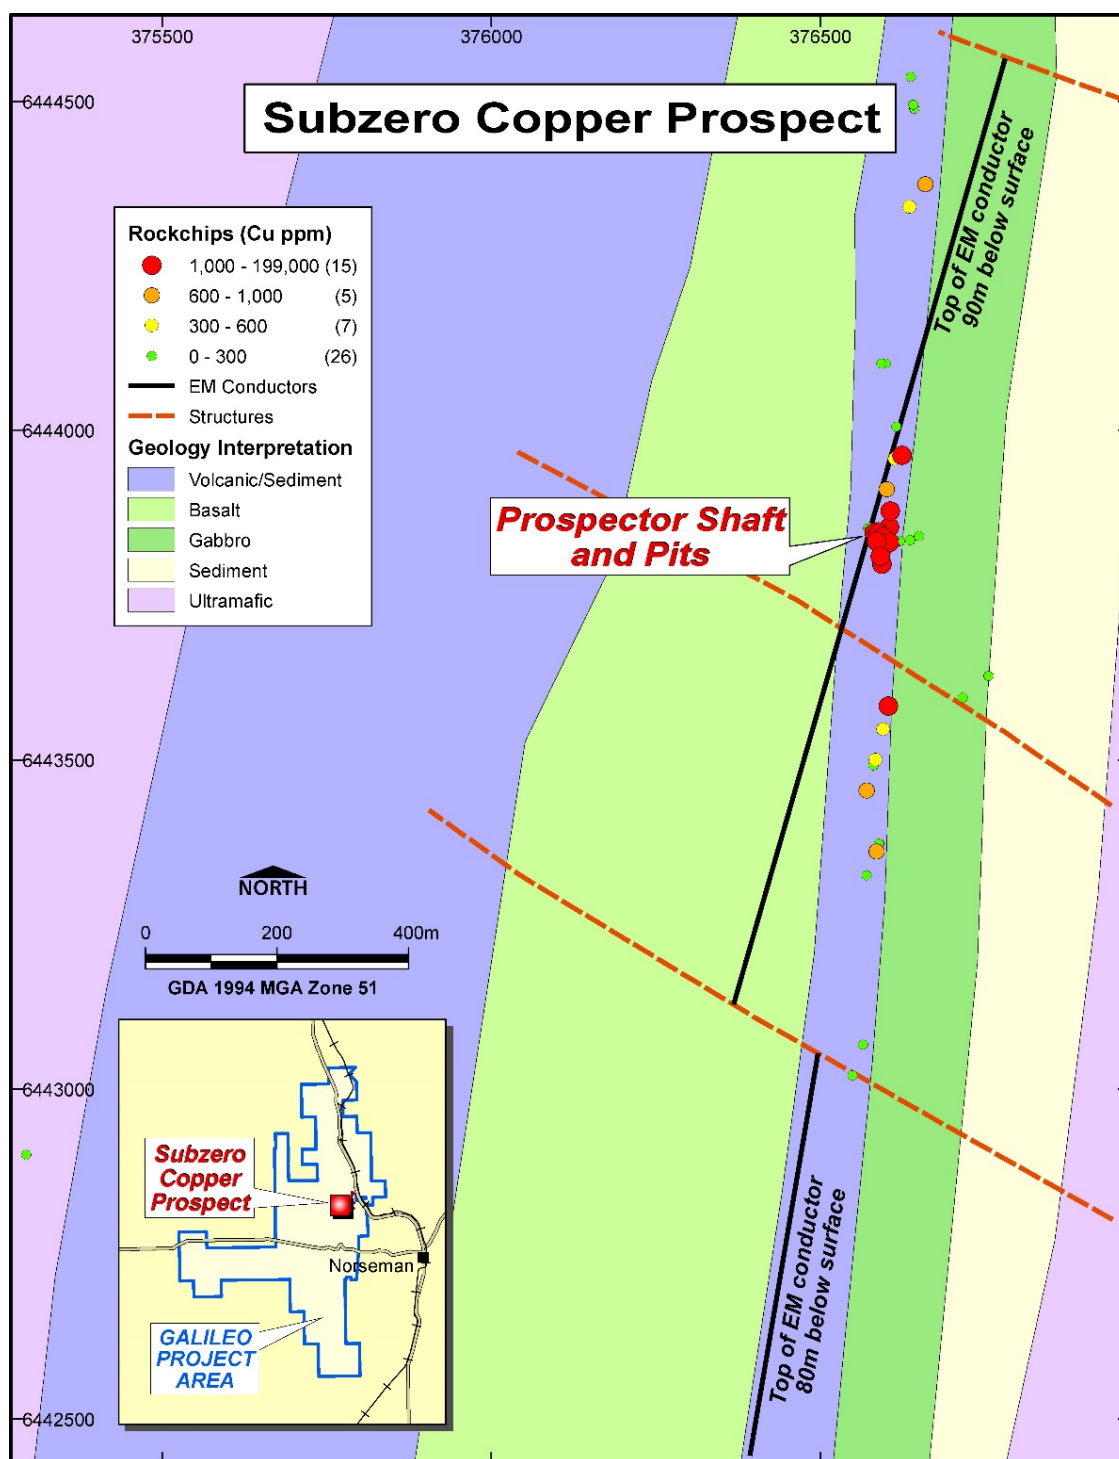 375500
376000
376500
6444500
Subzero Copper Prospect
Top of EM conductor
90m below surface
Rockchips (Cu ppm)
1,000 - 199,000 (15)
600 - 1,000 (5)
300 - 600 (7)
0 - 300 (26)
EM Conductors
Structures
Geology Interpretation
Volcanic/Sediment
Basalt
Gabbro
Sediment
Ultramafic
6444000
Prospector Shaft
and Pits
6443500
NORTH
0 200 400m
GDA 1994 MGA Zone 51
6443000
Subzero
Copper
Prospect
Norseman
GALILEO
PROJECT
AREA
Top of EM conductor
80m below surface
6442500